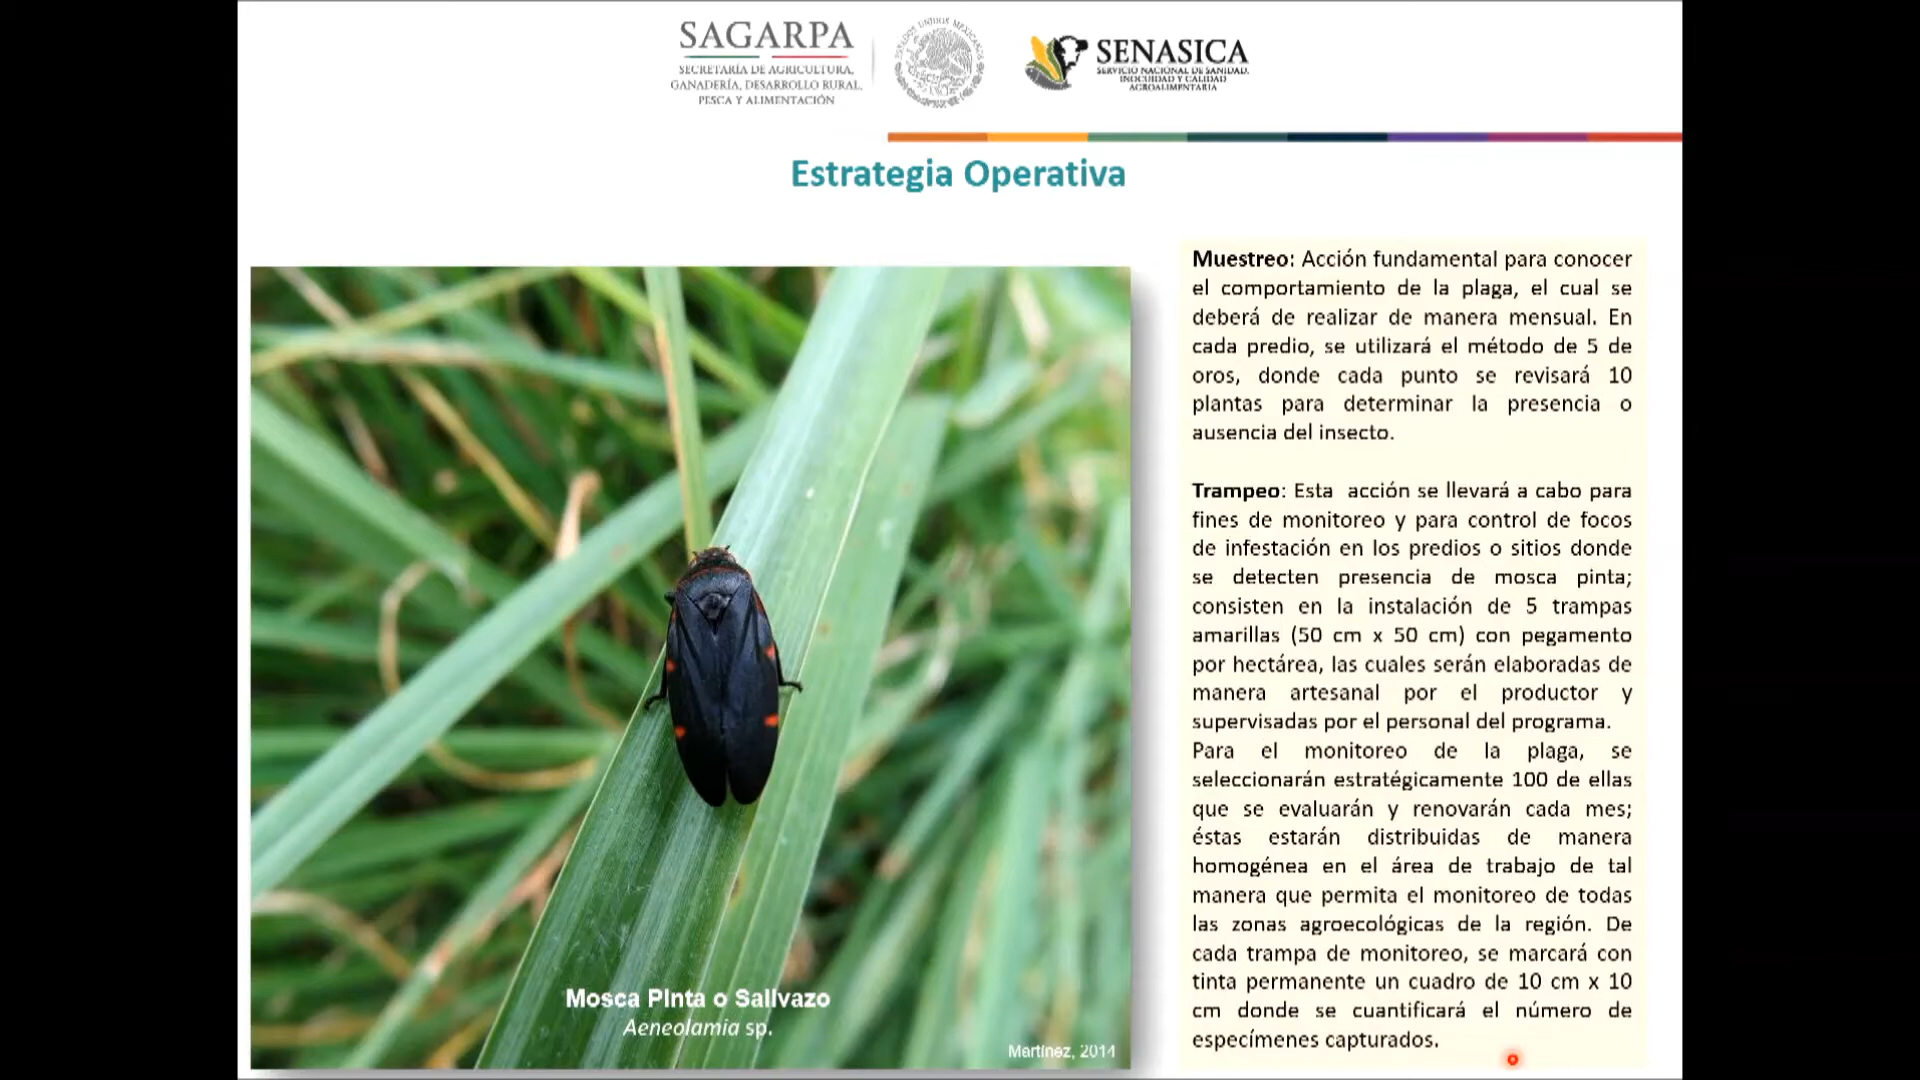 SAGARPA
SECRETARÍA DE AGRICULTURA,
GANADERÍA, DESARROLLO RURAL,
PESCA Y ALIMENTACIÓN
ESTADOS UNIDOS MEXICANOS
SENASICA
SERVICIO NACIONAL DE SANIDAD,
INOCUIDAD Y CALIDAD
AGROALIMENTARIA
Estrategia Operativa
Muestreo: Acción fundamental para conocer
el comportamiento de la plaga, el cual se
deberá de realizar de manera mensual. En
cada predio, se utilizará el método de 5 de
oros, donde cada punto se revisará 10
plantas para determinar la presencia o
ausencia del insecto.
Trampeo: Esta acción se llevará a cabo para
fines de monitoreo y para control de focos
de infestación en los predios o sitios donde
se detecten presencia de mosca pinta;
consisten en la instalación de 5 trampas
amarillas (50 cm x 50 cm) con pegamento
por hectárea, las cuales serán elaboradas de
manera artesanal por el productor y
supervisadas por el personal del programa.
Para el monitoreo de la plaga, se
seleccionarán estratégicamente 100 de ellas
que se evaluarán y renovarán cada mes;
éstas estarán distribuidas de manera
homogénea en el área de trabajo de tal
manera que permita el monitoreo de todas
las zonas agroecológicas de la región. De
cada trampa de monitoreo, se marcará con
tinta permanente un cuadro de 10 cm x 10
cm donde se cuantificará el número de
especímenes capturados.
Mosca Pinta o Salivazo
Aeneolamia sp.
Martínez, 2014